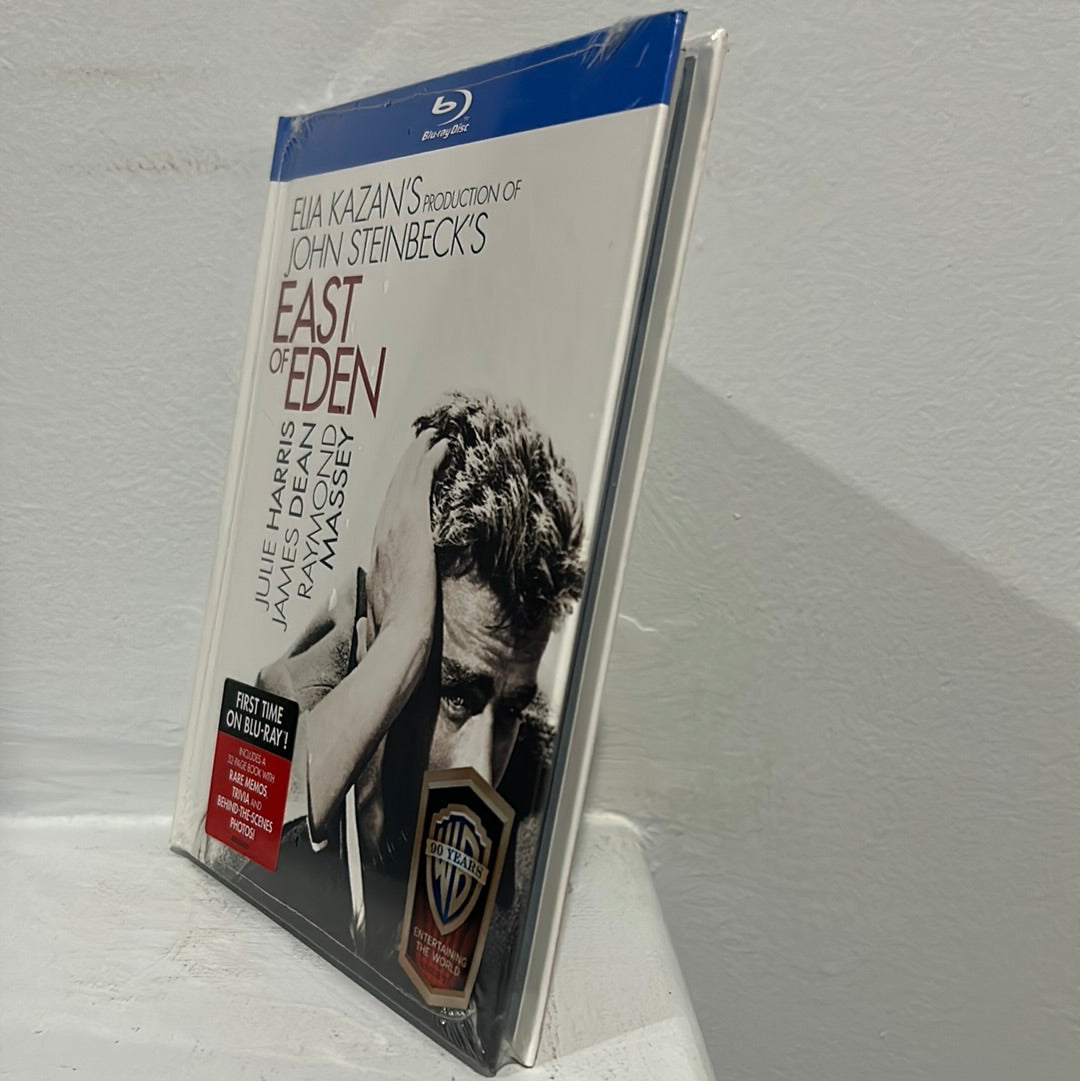 Blu-ray Disc
ELIA KAZAN'S PRODUCTION OF
JOHN STEINBECK'S
EAST
OF EDEN
JULIE HARRIS
JAMES DEAN
RAYMOND
MASSEY
FIRST TIME
ON BLU-RAY™!
INCLUDES A
32 PAGE BOOK WITH
RARE MEMOS,
TRIVIA AND
BEHIND-THE-SCENES
PHOTOS!
WB
90 YEARS
ENTERTAINING
THE WORLD